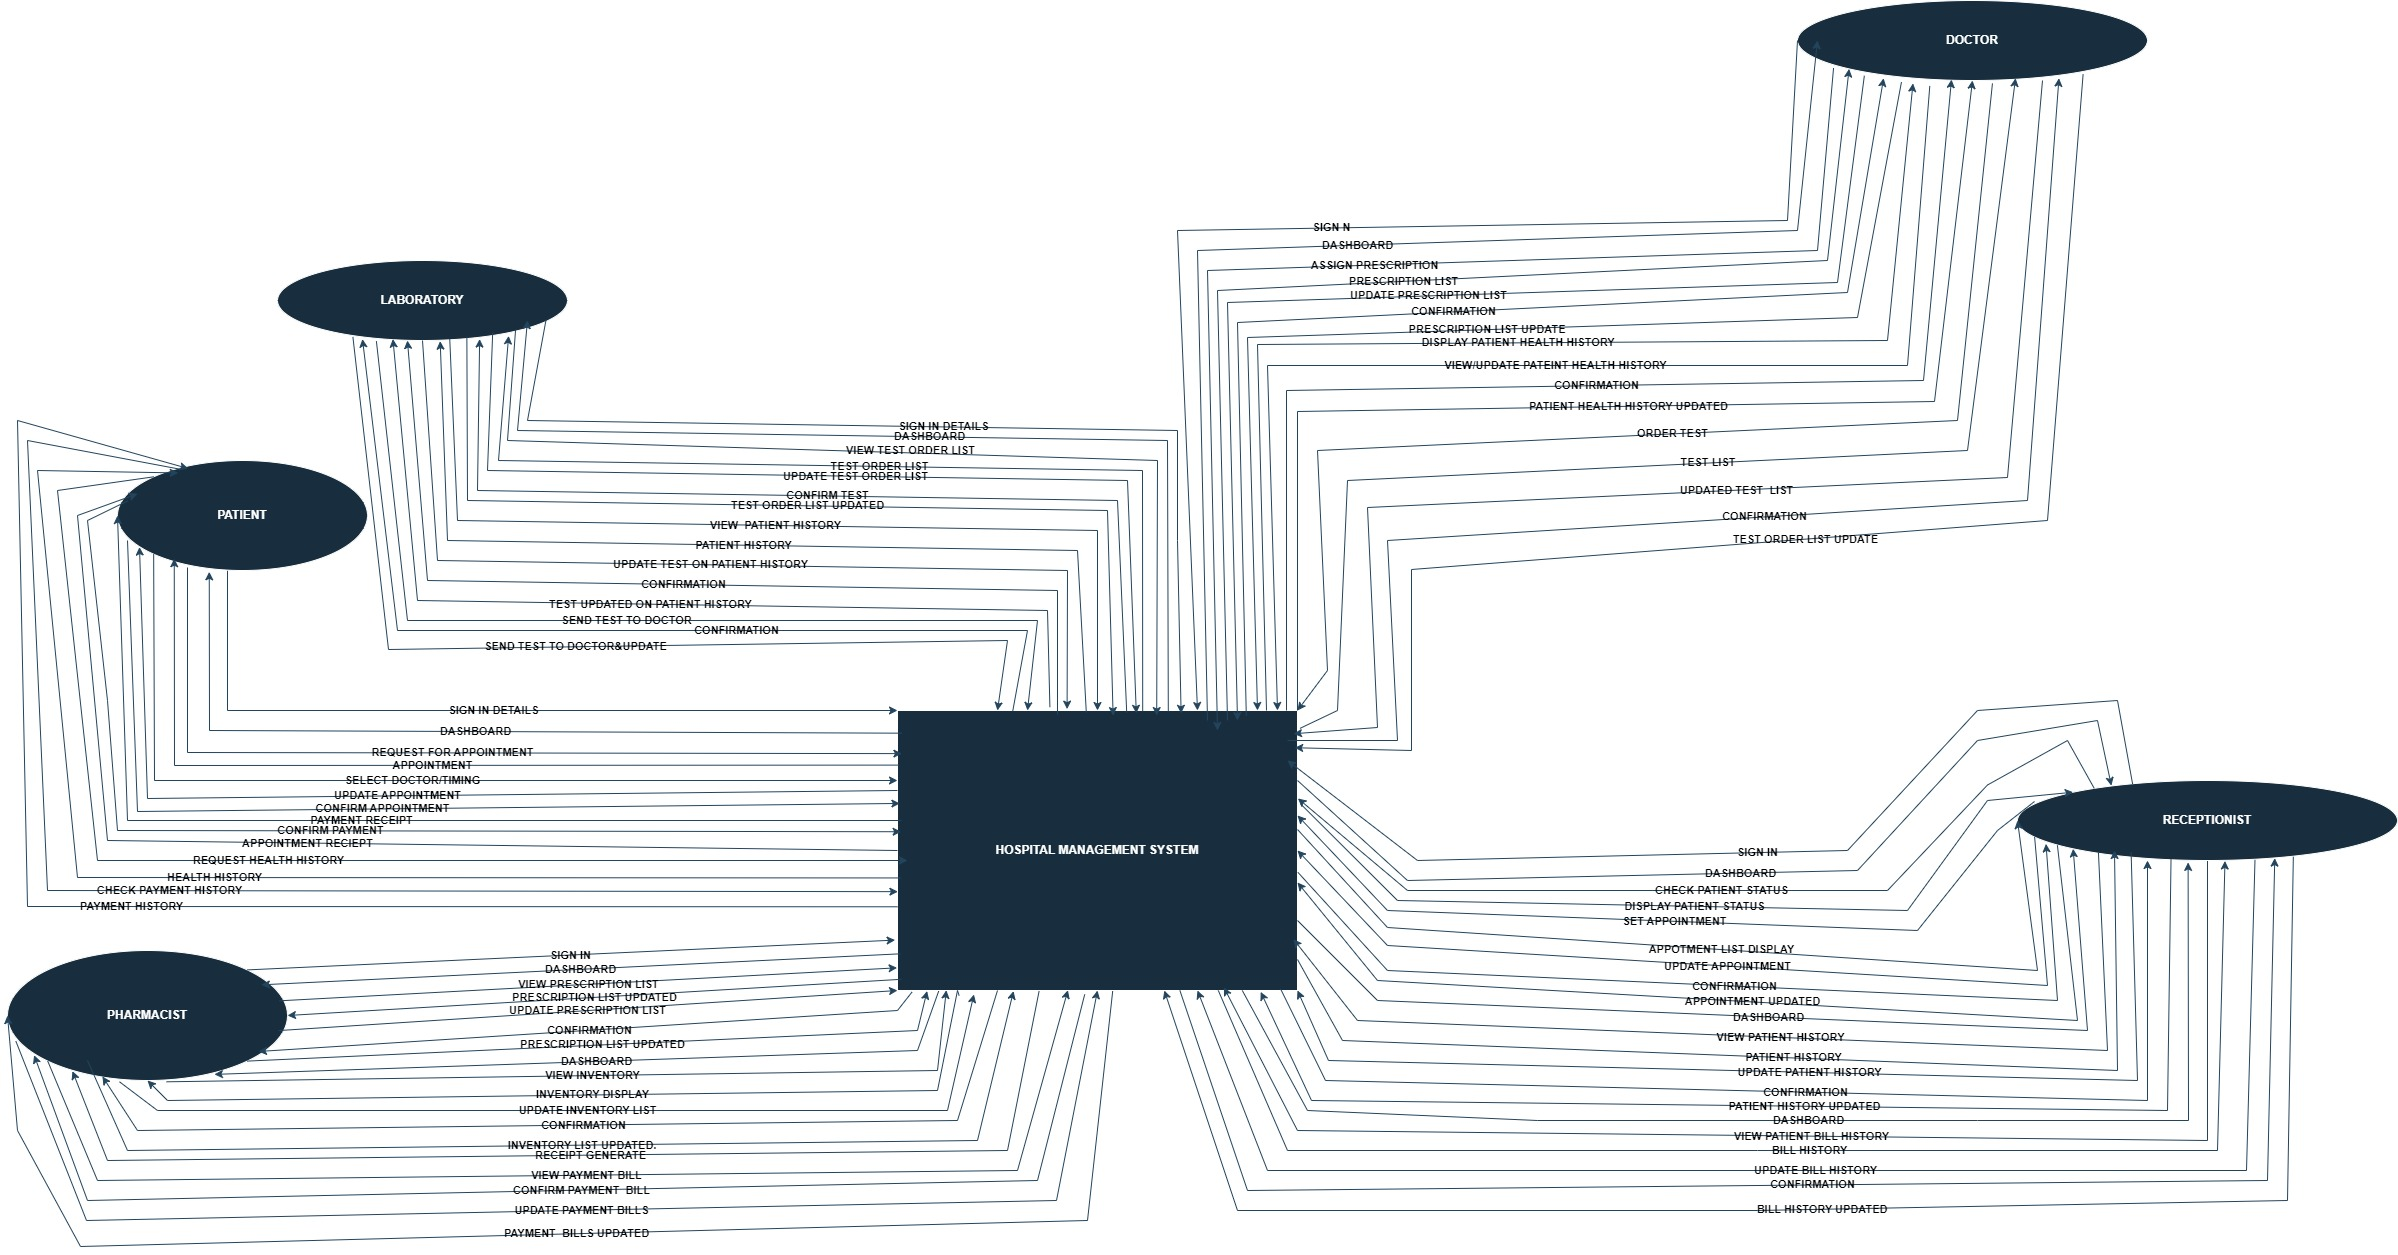 DOCTOR
SIGN N
DASHBOARD
ASSIGN PRESCRIPTION
PRESCRIPTION LIST
UPDATE PRESCRIPTION LIST
CONFIRMATION
PRESCRIPTION LIST UPDATE
DISPLAY PATIENT HEALTH HISTORY
VIEW/UPDATE PATEINT HEALTH HISTORY
CONFIRMATION
PATIENT HEALTH HISTORY UPDATED
ORDER TEST
TEST LIST
UPDATED TEST LIST
CONFIRMATION
TEST ORDER LIST UPDATE
LABORATORY
SIGN IN DETAILS
DASHBOARD
VIEW TEST ORDER LIST
TEST ORDER LIST
UPDATE TEST ORDER LIST
CONFIRM TEST
TEST ORDER LIST UPDATED
VIEW PATIENT HISTORY
PATIENT HISTORY
UPDATE TEST ON PATIENT HISTORY
CONFIRMATION
TEST UPDATED ON PATIENT HISTORY
SEND TEST TO DOCTOR
CONFIRMATION
SEND TEST TO DOCTOR&UPDATE
PATIENT
SIGN IN DETAILS
DASHBOARD
REQUEST FOR APPOINTMENT
APPOINTMENT
SELECT DOCTOR/TIMING
UPDATE APPOINTMENT
CONFIRM APPOINTMENT
PAYMENT RECEIPT
CONFIRM PAYMENT
APPOINTMENT RECIEPT
REQUEST HEALTH HISTORY
HEALTH HISTORY
CHECK PAYMENT HISTORY
PAYMENT HISTORY
HOSPITAL MANAGEMENT SYSTEM
RECEPTIONIST
SIGN IN
DASHBOARD
CHECK PATIENT STATUS
DISPLAY PATIENT STATUS
SET APPOINTMENT
APPOTMENT LIST DISPLAY
UPDATE APPOINTMENT
CONFIRMATION
APPOINTMENT UPDATED
DASHBOARD
VIEW PATIENT HISTORY
PATIENT HISTORY
UPDATE PATIENT HISTORY
CONFIRMATION
PATIENT HISTORY UPDATED
DASHBOARD
VIEW PATIENT BILL HISTORY
BILL HISTORY
UPDATE BILL HISTORY
CONFIRMATION
BILL HISTORY UPDATED
PHARMACIST
SIGN IN
DASHBOARD
VIEW PRESCRIPTION LIST
PRESCRIPTION LIST UPDATED
UPDATE PRESCRIPTION LIST
CONFIRMATION
PRESCRIPTION LIST UPDATED
DASHBOARD
VIEW INVENTORY
INVENTORY DISPLAY
UPDATE INVENTORY LIST
CONFIRMATION
INVENTORY LIST UPDATED.
RECEIPT GENERATE
VIEW PAYMENT BILL
CONFIRM PAYMENT BILL
UPDATE PAYMENT BILLS
PAYMENT BILLS UPDATED